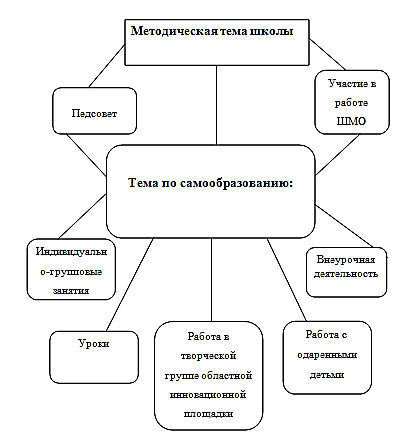 Методическая тема школы
Участие в
работе
ШМО
Педсовет
Тема по самообразованию:
Индивидуальн
о-групповые
занятия
Внеурочная
деятельность
Уроки
Работа в
творческой
группе областной
инновационной
площадки
Работа с
одаренными
детьми